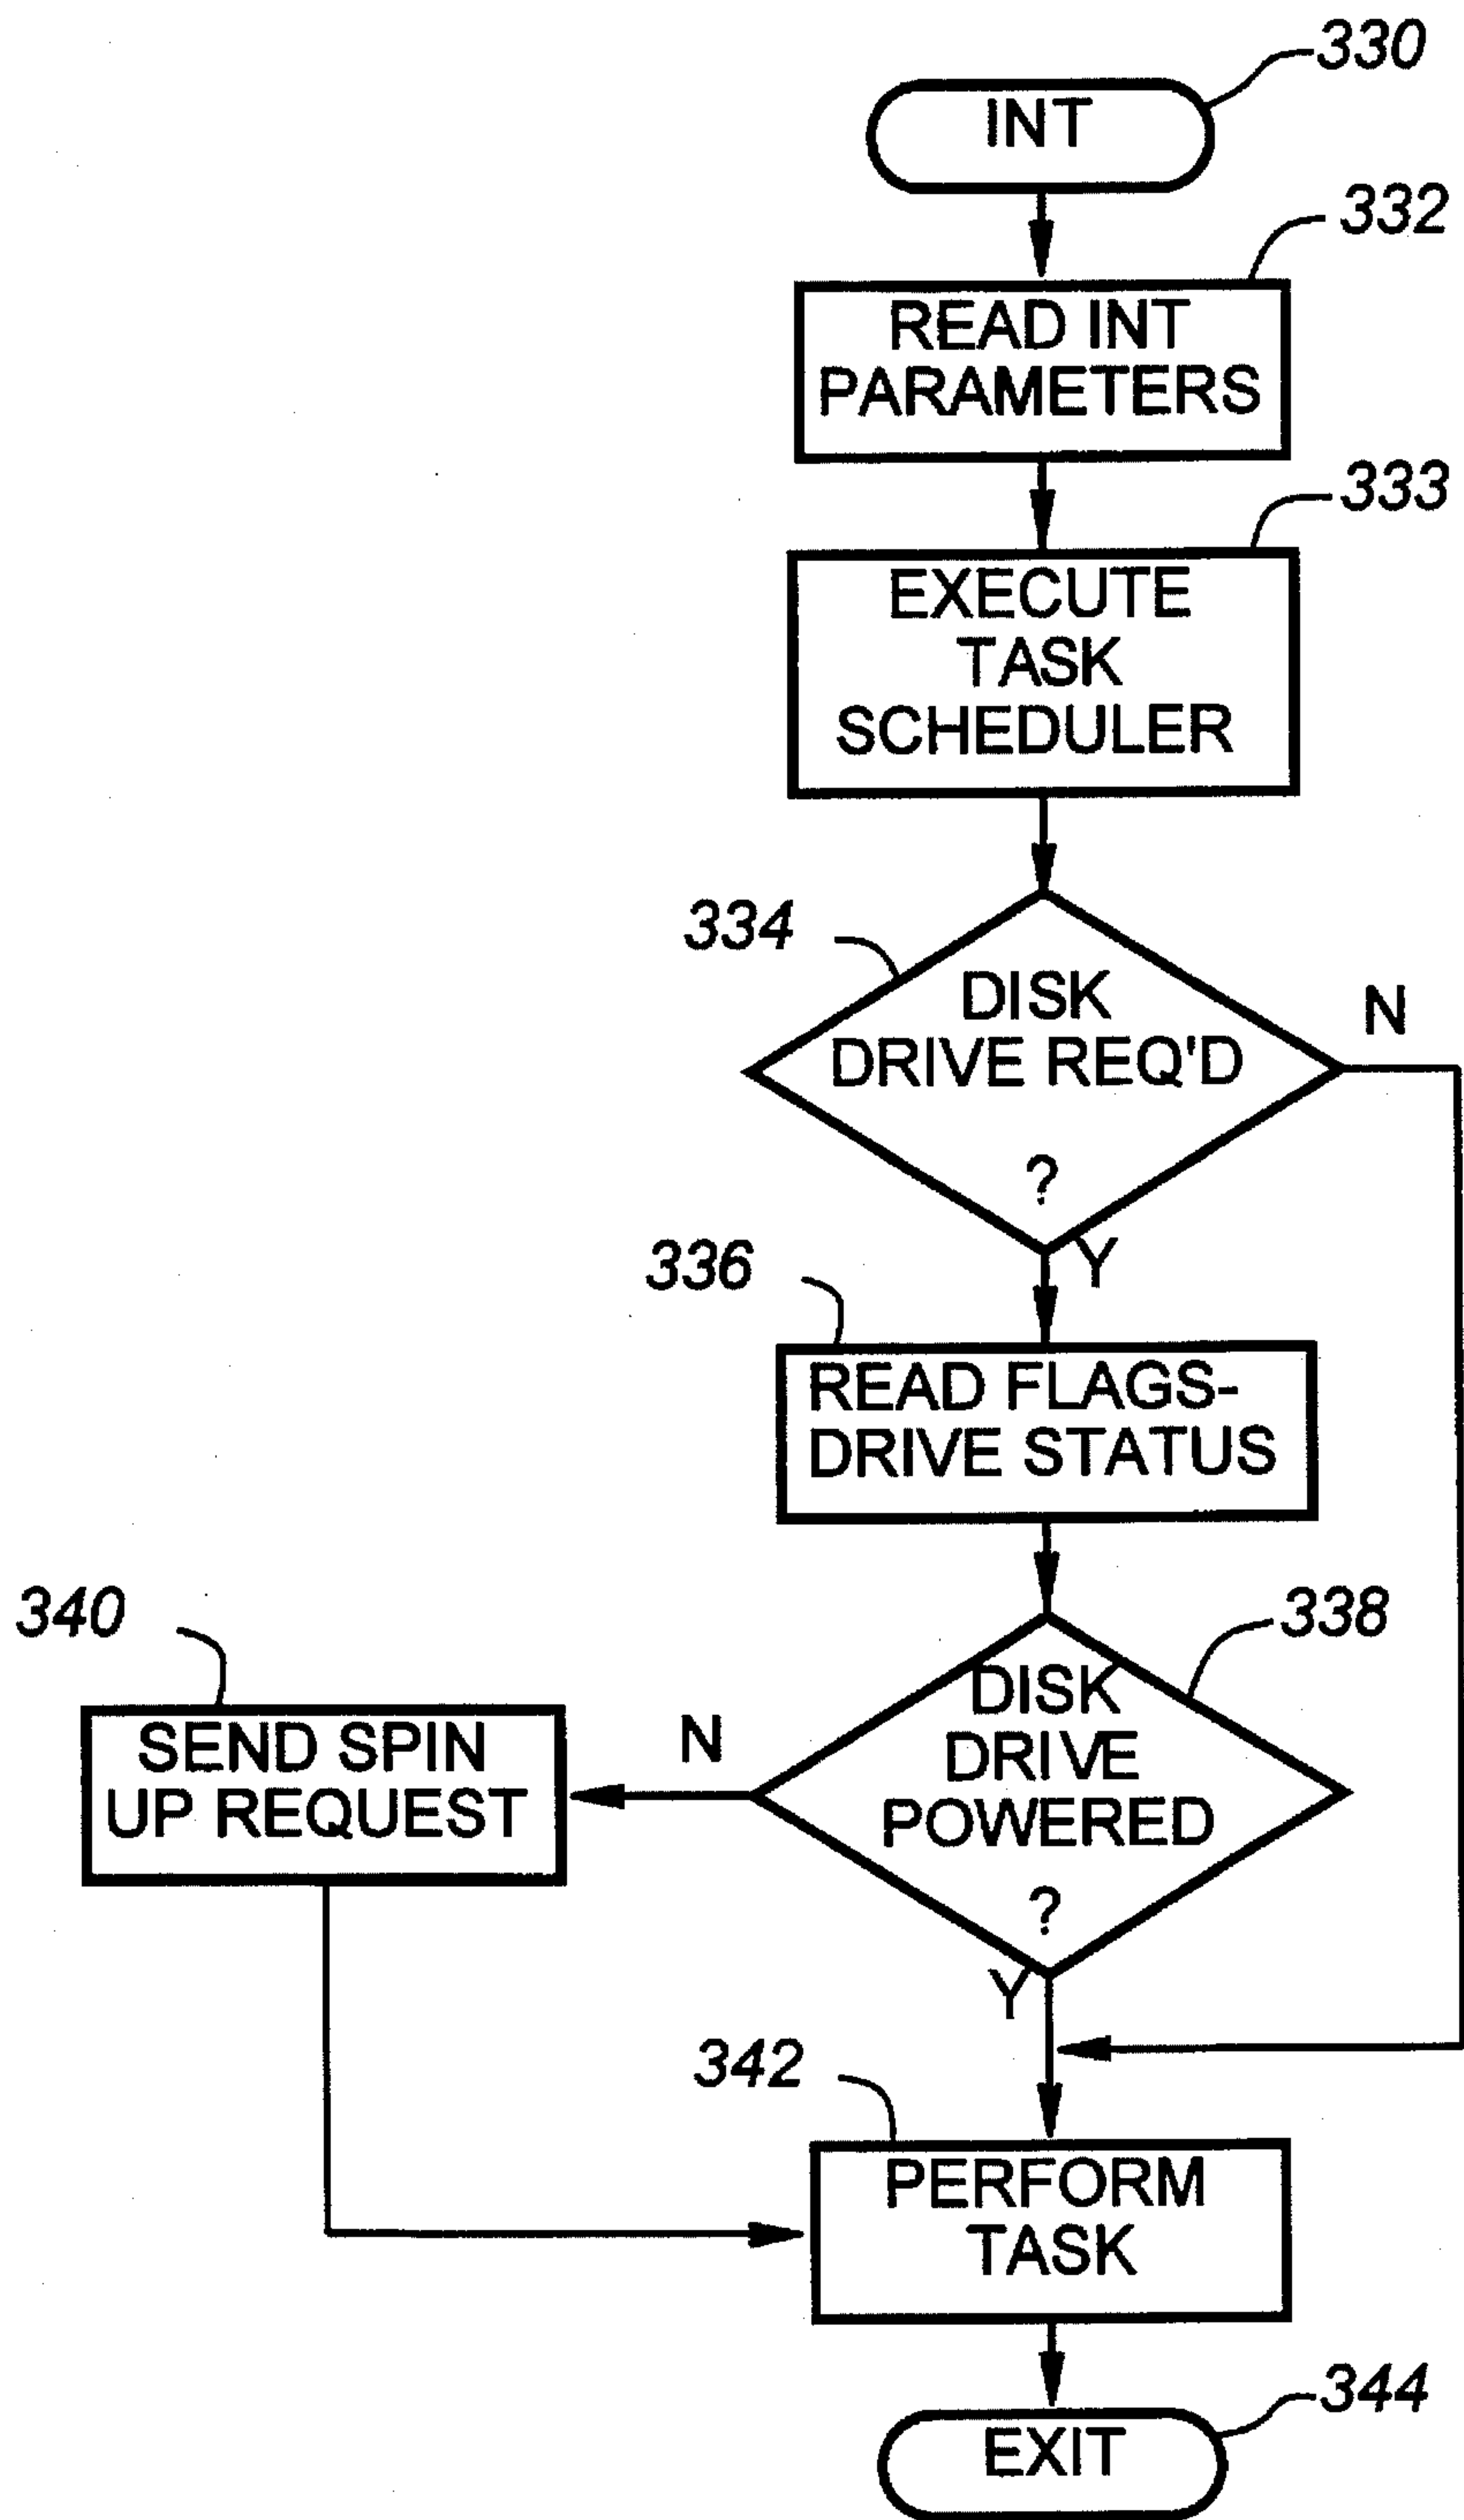 330
INT
332
READ INT
PARAMETERS
333
EXECUTE
TASK
SCHEDULER
334
DISK
DRIVE REQ'D
?
N
Y
336
READ FLAGS-
DRIVE STATUS
340
338
SEND SPIN
UP REQUEST
N
DISK
DRIVE
POWERED
?
Y
342
PERFORM
TASK
344
EXIT